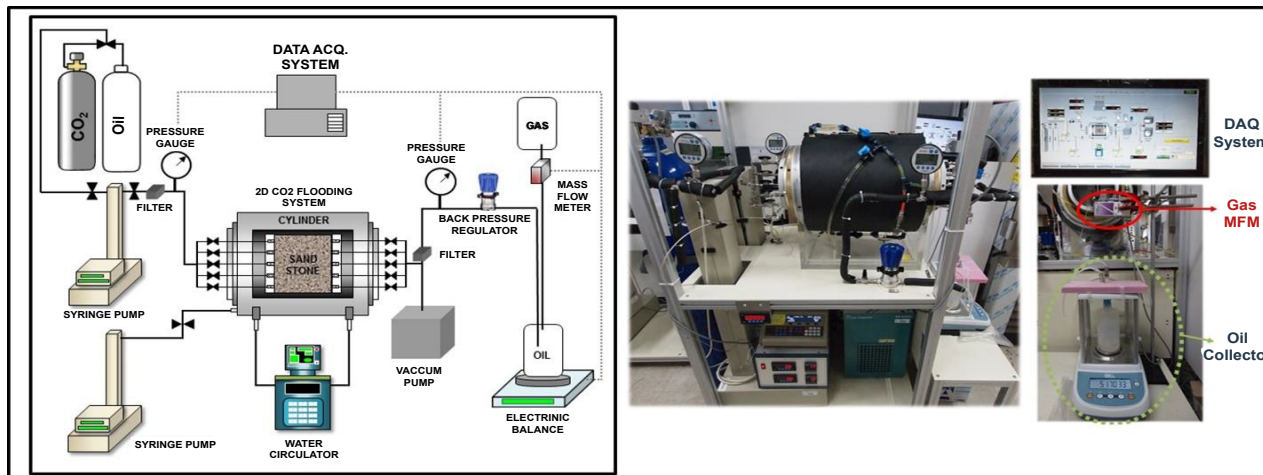 CO2
Oil
DATA ACQ.
SYSTEM
PRESSURE
GAUGE
FILTER
SYRINGE PUMP
2D CO2 FLOODING
SYSTEM
CYLINDER
SAND
STONE
PRESSURE
GAUGE
BACK PRESSURE
REGULATOR
FILTER
GAS
MASS
FLOW
METER
VACCUM
PUMP
OIL
ELECTRINIC
BALANCE
SYRINGE PUMP
WATER
CIRCULATOR
DAQ
System
Gas
MFM
Oil
Collector